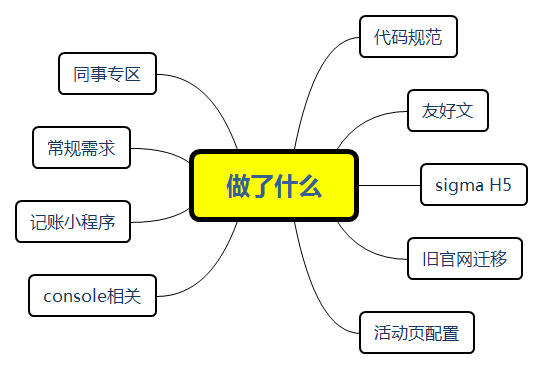 做了什么
代码规范
友好文
sigma H5
旧官网迁移
活动页配置
同事专区
常规需求
记账小程序
console相关